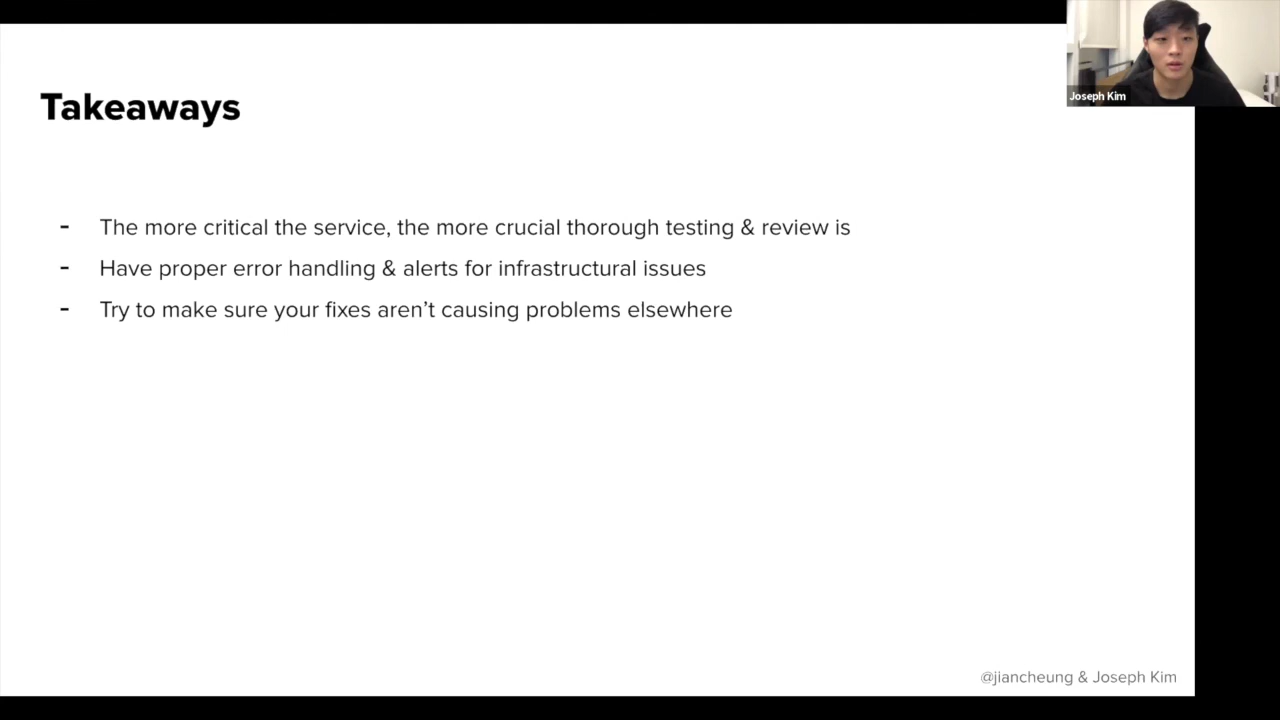 Joseph Kim
Takeaways
- The more critical the service, the more crucial thorough testing & review is
- Have proper error handling & alerts for infrastructural issues
- Try to make sure your fixes aren’t causing problems elsewhere
@jiancheung & Joseph Kim